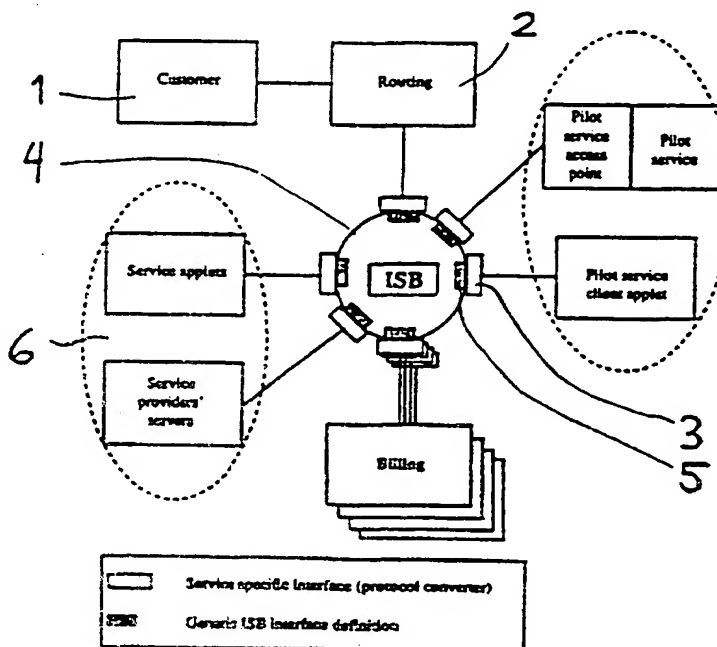 1
Customer
Routing
2
Pilot
service
access
point
Pilot
service
4
Service applets
ISB
Pilot service
client applet
6
Service
providers'
servers
3
5
Billing
Service specific interface (protocol converter)
Generic ISB interface definition